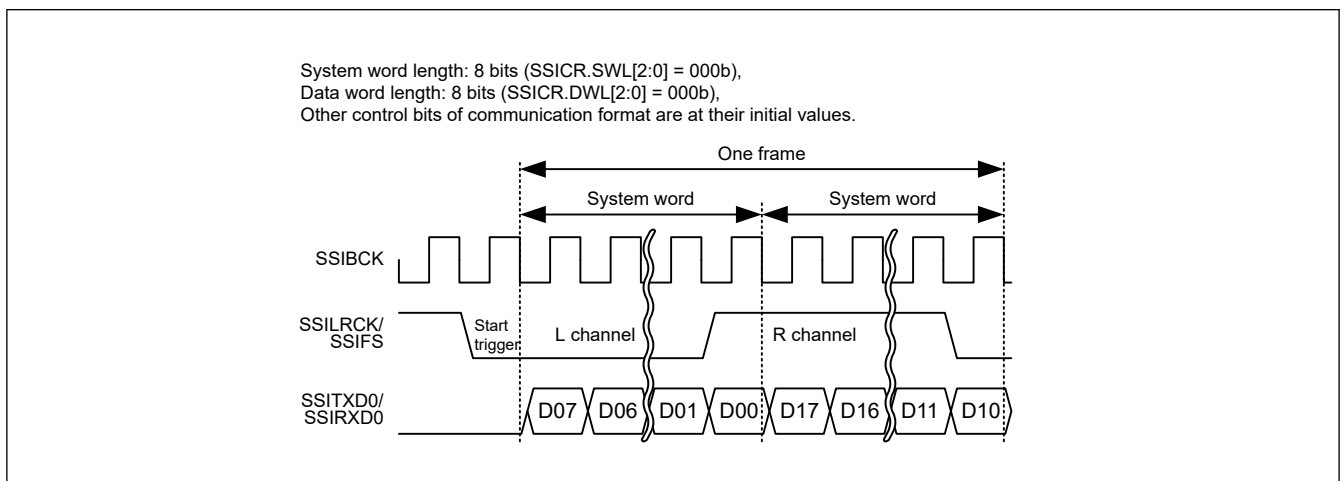 System word length: 8 bits (SSICR.SWL[2:0] = 000b),
Data word length: 8 bits (SSICR.DWL[2:0] = 000b),
Other control bits of communication format are at their initial values.
One frame
System word System word
SSIBCK
SSILRCK/
SSIFS
Start
trigger
L channel R channel
SSITXD0/
SSIRXD0
D07 D06 D01 D00 D17 D16 D11 D10